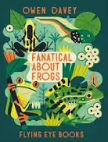 OWEN DAVEY
FANATICAL
ABOUT
FROGS
FLYING EYE BOOKS